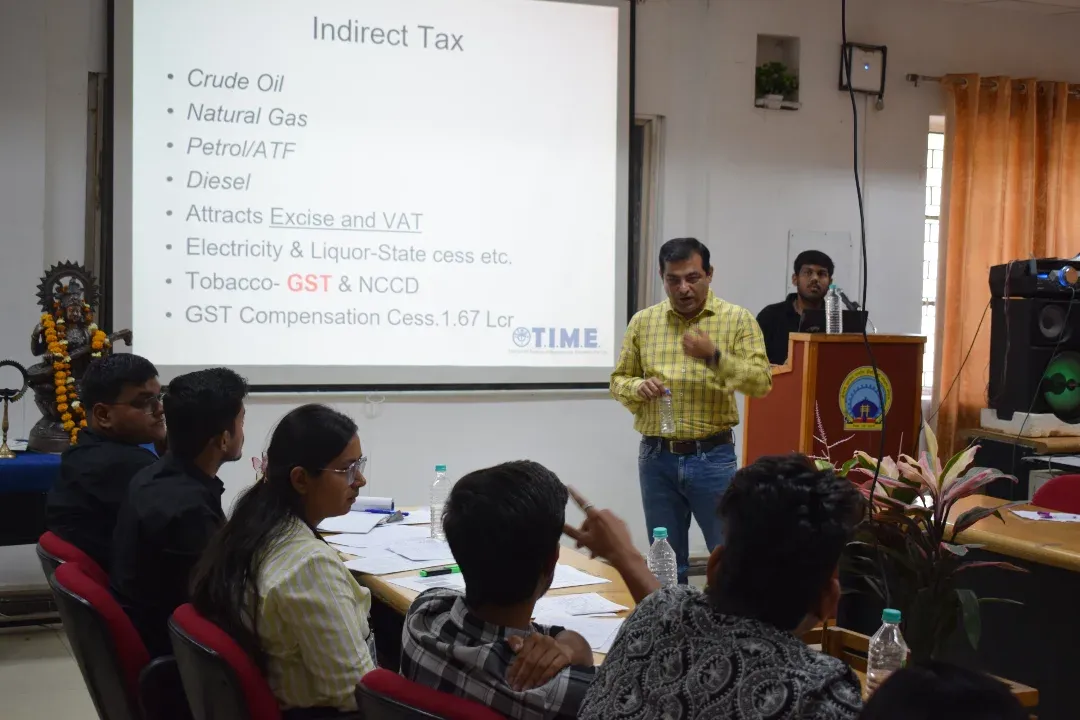 Indirect Tax
• Crude Oil
• Natural Gas
• Petrol/ATF
• Diesel
• Attracts Excise and VAT
• Electricity & Liquor-State cess etc.
• Tobacco- GST & NCCD
• GST Compensation Cess.1.67 Lcr
T.I.M.E.